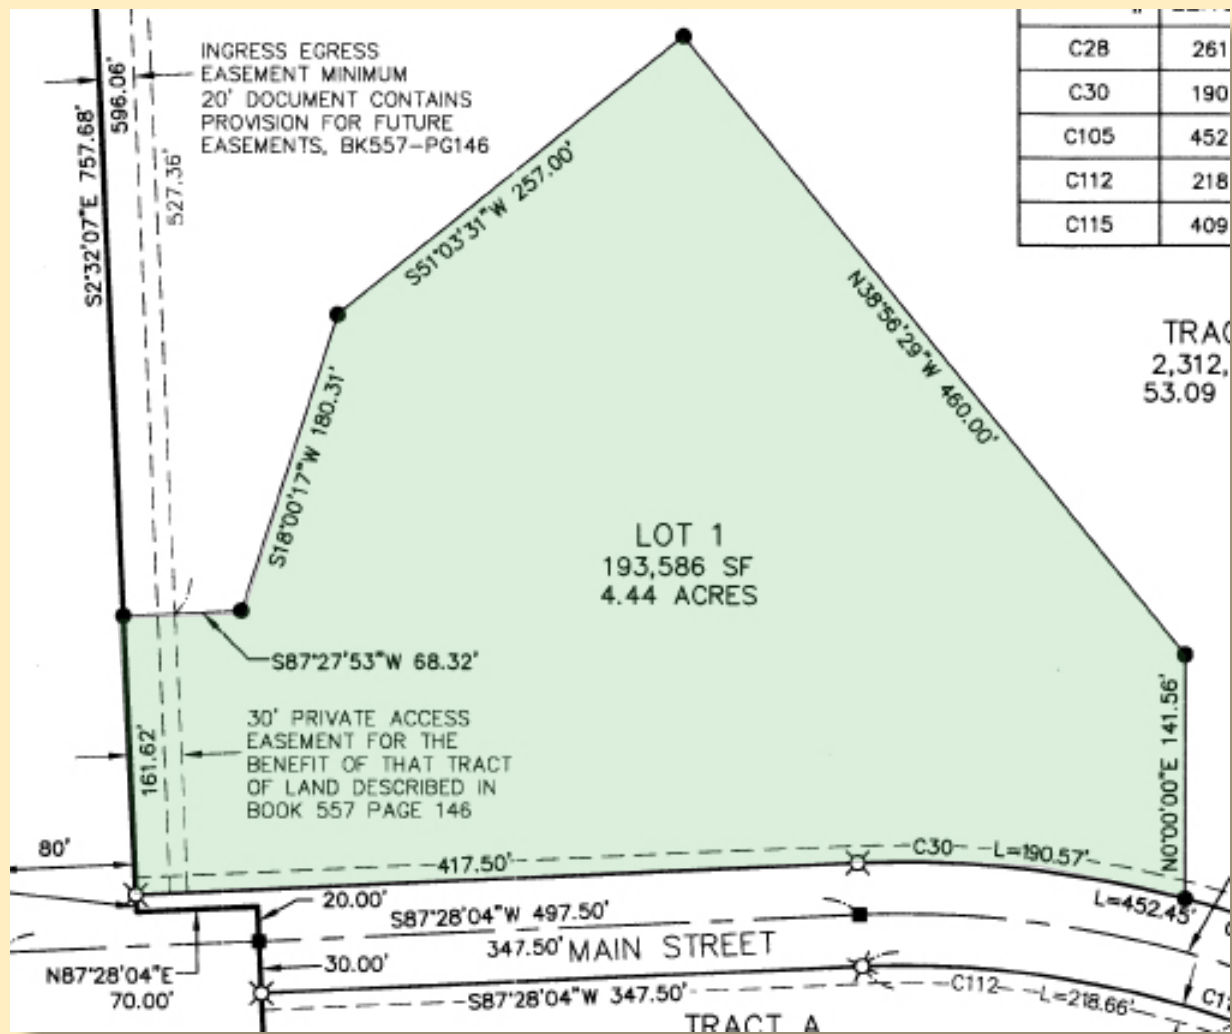 INGRESS EGRESS
EASEMENT MINIMUM
20' DOCUMENT CONTAINS
PROVISION FOR FUTURE
EASEMENTS, BK557-PG146
596.06'
S2°32'07"E 757.68'
527.36'
C28 261
C30 190
C105 452
C112 218
C115 409
S51°03'31"W 257.00'
N38°56'29"W 460.00'
2,312,
53.09
S18°00'17"W 180.31'
LOT 1
193,586 SF
4.44 ACRES
S87°27'53"W 68.32'
30' PRIVATE ACCESS
EASEMENT FOR THE
BENEFIT OF THAT TRACT
OF LAND DESCRIBED IN
BOOK 557 PAGE 146
161.62'
N0°00'00"E 141.56'
80'
417.50'
C30 L=190.57'
20.00'
S87°28'04"W 497.50'
L=452.45'
347.50' MAIN STREET
N87°28'04"E
70.00'
30.00'
S87°28'04"W 347.50'
C112 L=218.66'
TRACT A